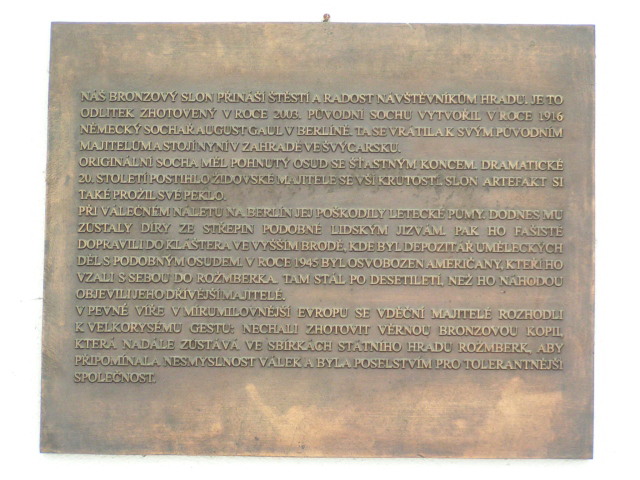 NÁŠ BRONZOVÝ SLON PŘINÁŠÍ ŠTĚSTÍ A RADOST NÁVŠTĚVNÍKŮM HRADU. JE TO
ODLITEK ZHOTOVENÝ V ROCE 2003. PŮVODNÍ SOCHU VYTVOŘIL V ROCE 1916
NĚMECKÝ SOCHAŘ AUGUST GAUL V BERLÍNĚ. TA SE VRÁTILA K SVÝM PŮVODNÍM
MAJITELŮM A STOJÍ NYNÍ V ZAHRADĚ VE ŠVÝCARSKU.
ORIGINÁLNÍ SOCHA MĚL POHNUTÝ OSUD SE ŠŤASTNÝM KONCEM. DRAMATICKÉ
20. STOLETÍ POSTIHLO ŽIDOVSKÉ MAJITELE SE VŠÍ KRUTOSTÍ. SLON ARTEFAKT SI
TAKÉ PROŽIL SVÉ PEKLO.
PŘI VÁLEČNÉM NÁLETU NA BERLÍN JEJ POŠKODILY LETECKÉ PUMY. DODNES MU
ZŮSTALY DÍRY ZE STŘEPIN PODOBNÉ LIDSKÝM JIZVÁM. PAK HO FAŠISTÉ
DOPRAVILI DO KLÁŠTERA VE VYŠŠÍM BRODĚ, KDE BYL DEPOZITÁŘ UMĚLECKÝCH
DĚL S PODOBNÝM OSUDEM. V ROCE 1945 BYL OSVOBOZEN AMERIČANY, KTEŘÍ HO
VZALI S SEBOU DO ROŽMBERKA. TAM STÁL PO DESETILETÍ, NEŽ HO NÁHODOU
OBJEVILI JEHO DŘÍVĚJŠÍ MAJITELÉ.
V PEVNÉ VÍŘE V MÍRUMILOVNĚJŠÍ EVROPU SE VDĚČNÍ MAJITELÉ ROZHODLI
K VELKORYSÉMU GESTU: NECHALI ZHOTOVIT VĚRNOU BRONZOVOU KOPII,
KTERÁ NADÁLE ZŮSTÁVÁ VE SBÍRKÁCH STÁTNÍHO HRADU ROŽMBERK, ABY
PŘIPOMÍNALA NESMYSLNOST VÁLEK A BYLA POSELSTVÍM PRO TOLERANTNĚJŠÍ
SPOLEČNOST.